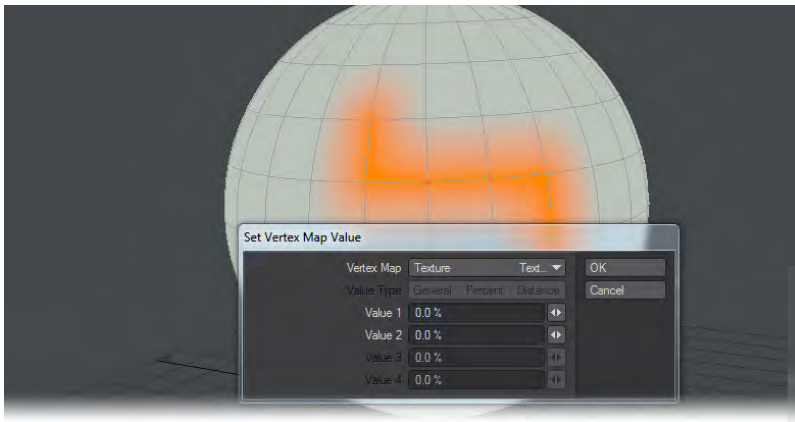 Set Vertex Map Value
Vertex Map Texture Text... OK
Value Type General Percent Distance Cancel
Value 1 0.0 %
Value 2 0.0 %
Value 3 0.0 %
Value 4 0.0 %